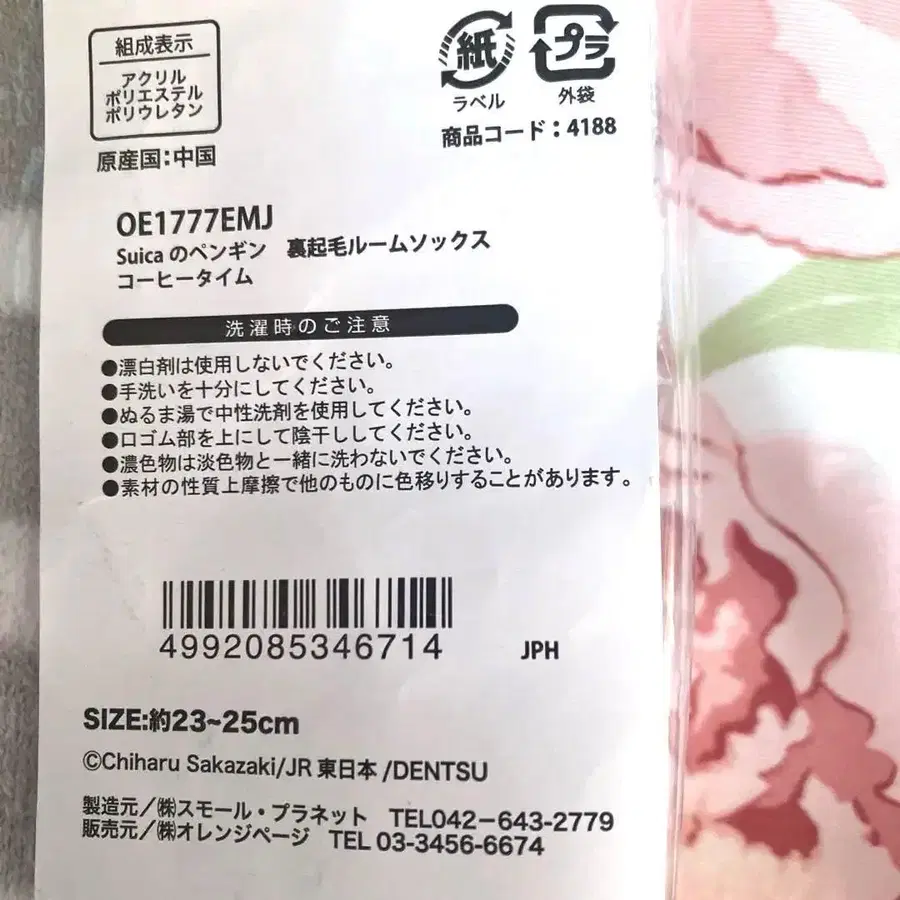 組成表示
アクリル
ポリエステル
ポリウレタン
原産国:中国
紙
ラベル
プラ
外袋
商品コード:4188
OE1777EMJ
Suica のペンギン 裏起毛ルームソックス
コーヒータイム
洗濯時のご注意
●漂白剤は使用しないでください。
●手洗いを十分にしてください。
●ぬるま湯で中性洗剤を使用してください。
●口ゴム部を上にして陰干ししてください。
●濃色物は淡色物と一緒に洗わないでください。
●素材の性質上摩擦で他のものに色移りすることがあります。
4992085346714
JPH
SIZE:約23~25cm
©Chiharu Sakazaki/JR 東日本 /DENTSU
製造元/㈱スモール・プラネット TEL042-643-2779
販売元/㈱オレンジページ TEL 03-3456-6674